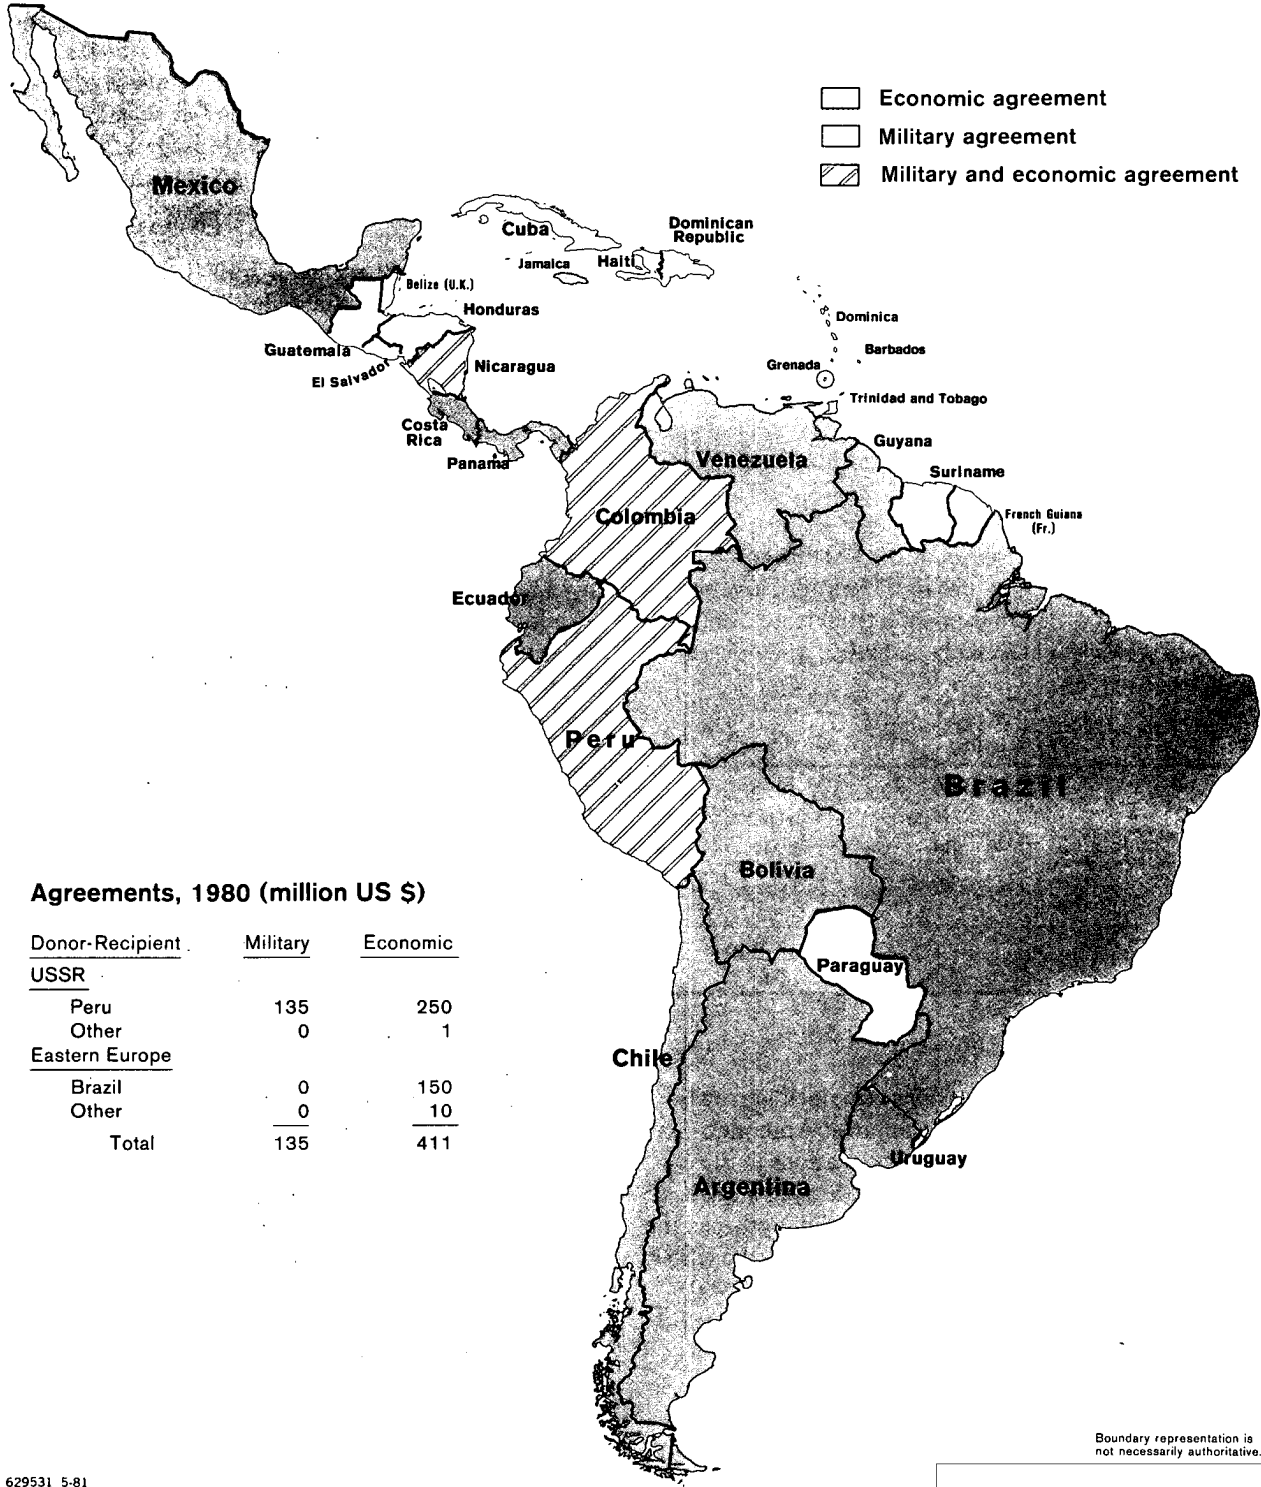 Economic agreement
Military agreement
Military and economic agreement
Mexico
Cuba
Dominican
Republic
Jamaica
Haiti
Belize (U.K.)
Honduras
Dominica
Guatemala
Barbados
El Salvador
Nicaragua
Grenada
Trinidad and Tobago
Costa
Rica
Panama
Guyana
Venezuela
Suriname
Colombia
French Guiana
(Fr.)
Ecuador
Peru
Brazil
Bolivia
Paraguay
Chile
Uruguay
Argentina
Agreements, 1980 (million US $)
Donor-Recipient Military Economic
USSR
Peru 135 250
Other 0 1
Eastern Europe
Brazil 0 150
Other 0 10
Total 135 411
Boundary representation is
not necessarily authoritative.
629531 5-81